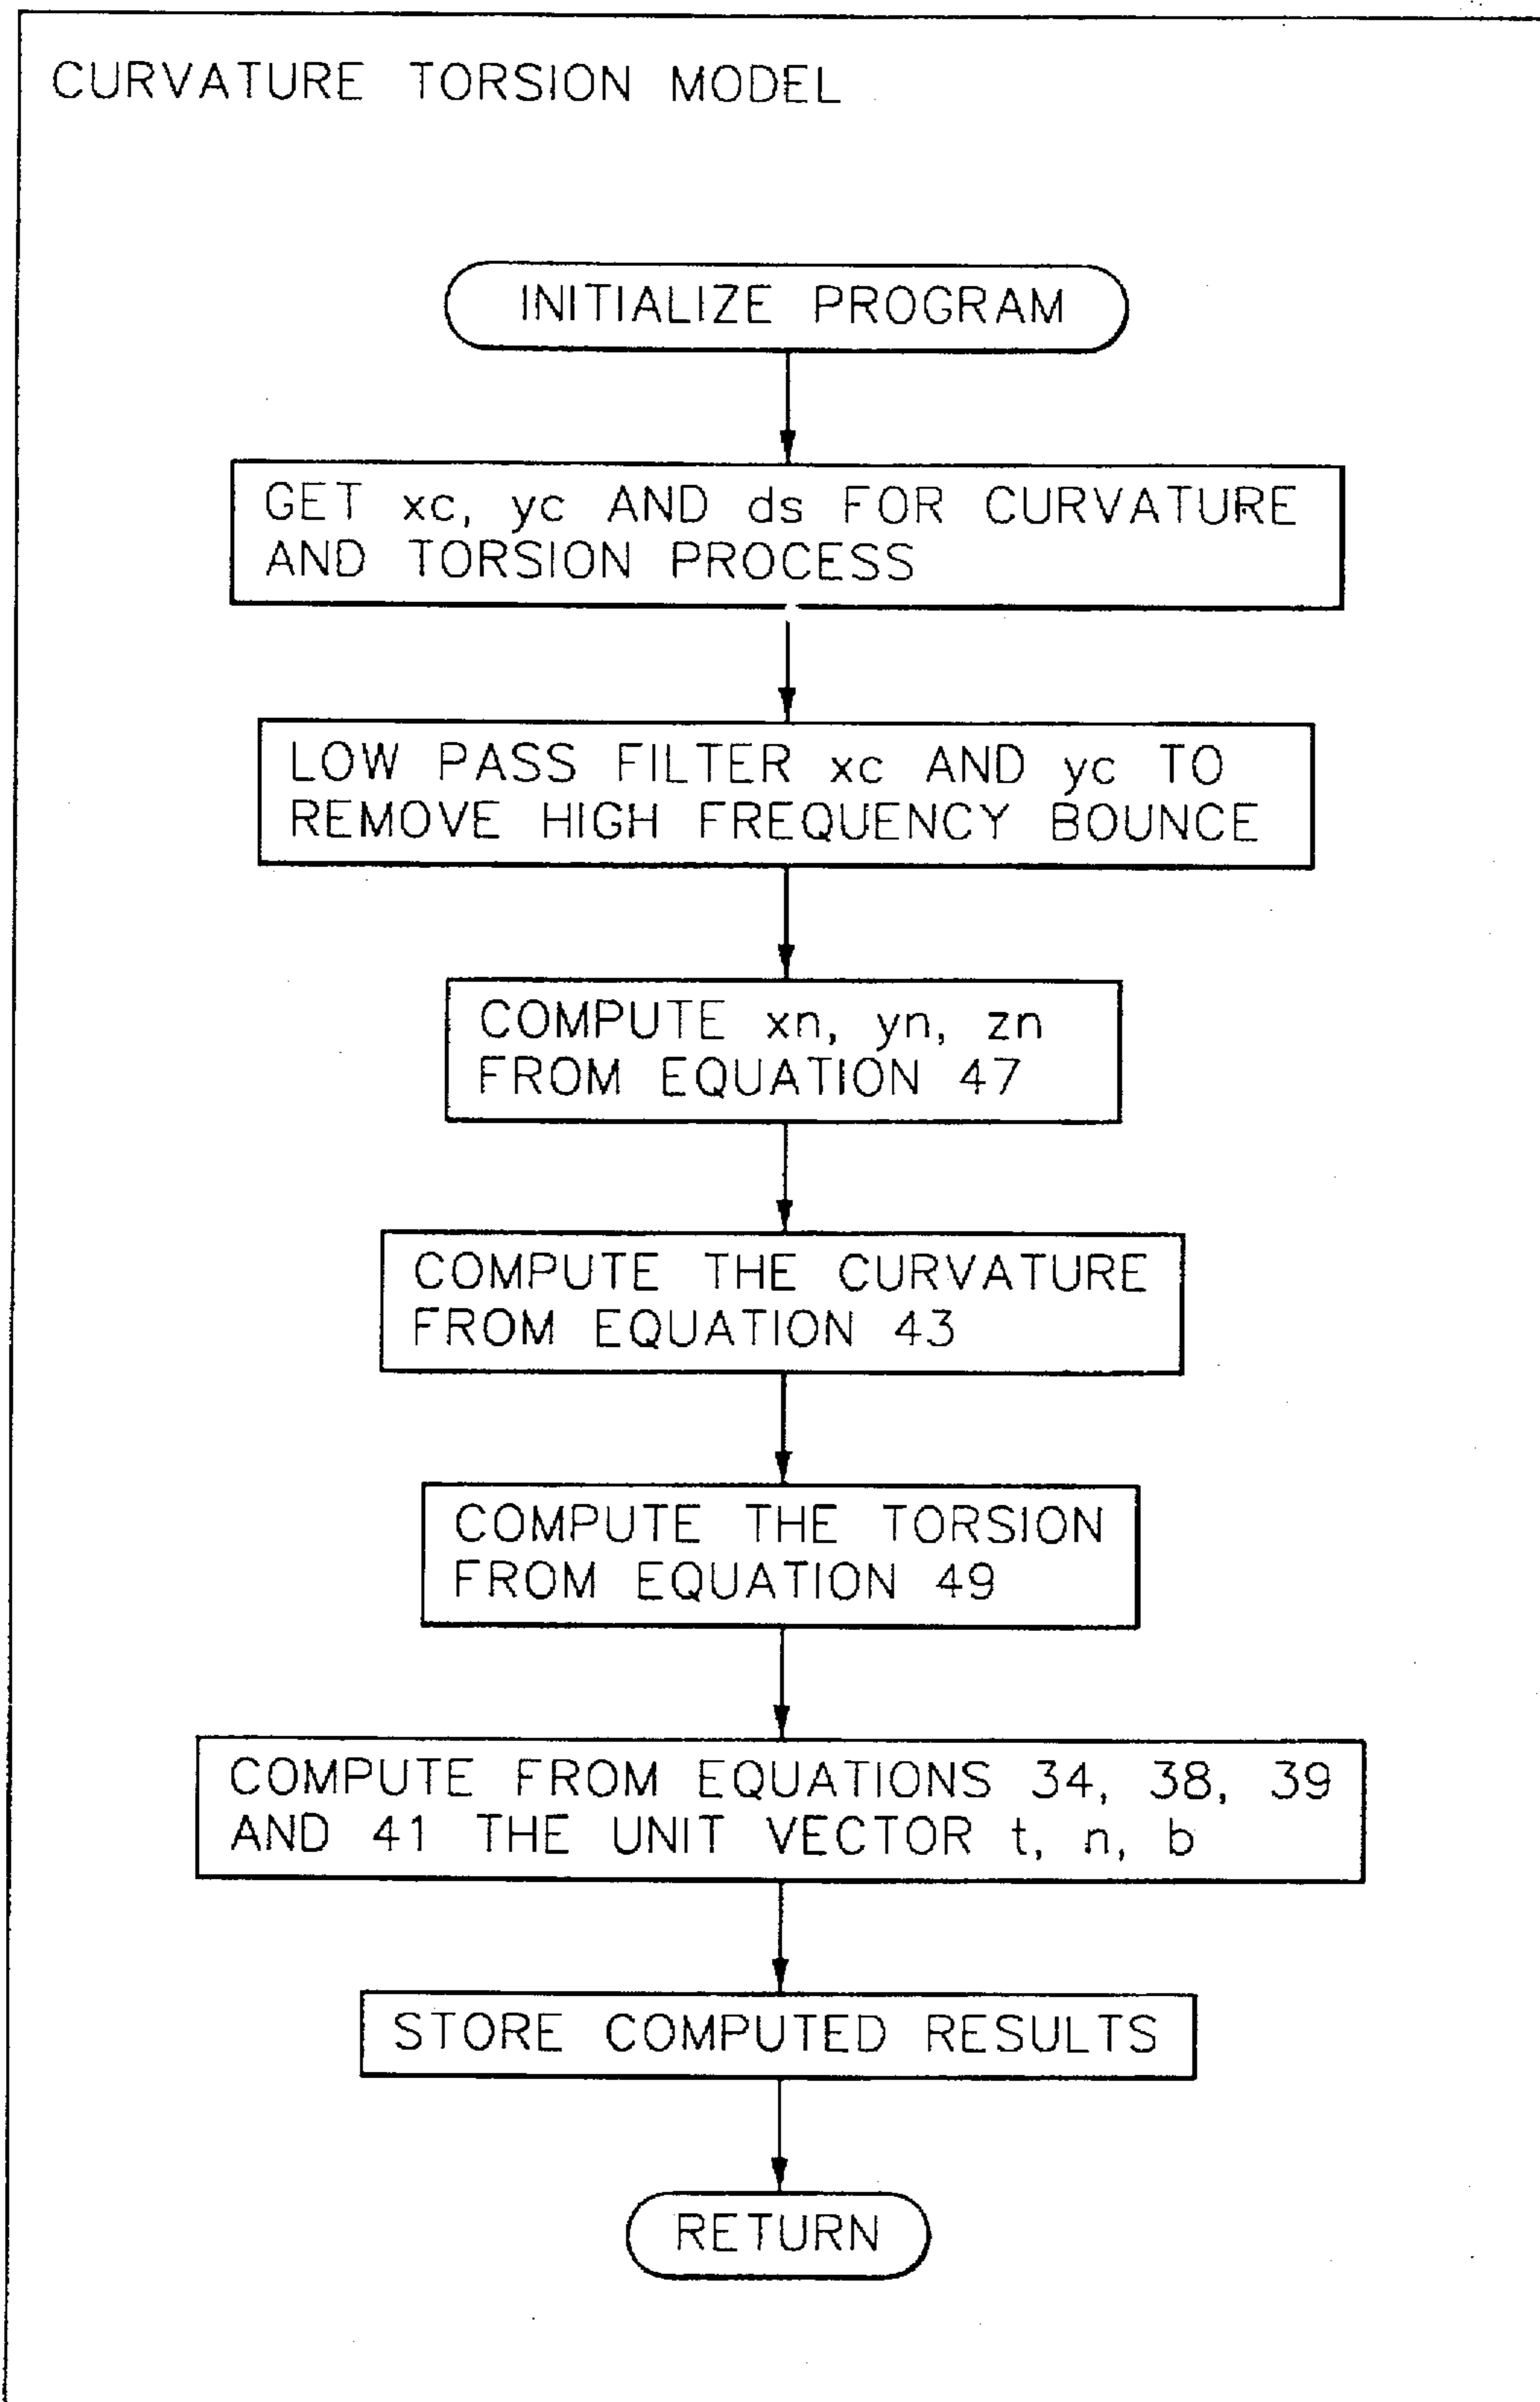 CURVATURE TORSION MODEL
INITIALIZE PROGRAM
GET xc, yc AND ds FOR CURVATURE
AND TORSION PROCESS
LOW PASS FILTER xc AND yc TO
REMOVE HIGH FREQUENCY BOUNCE
COMPUTE xn, yn, zn
FROM EQUATION 47
COMPUTE THE CURVATURE
FROM EQUATION 43
COMPUTE THE TORSION
FROM EQUATION 49
COMPUTE FROM EQUATIONS 34, 38, 39
AND 41 THE UNIT VECTOR t, n, b
STORE COMPUTED RESULTS
RETURN